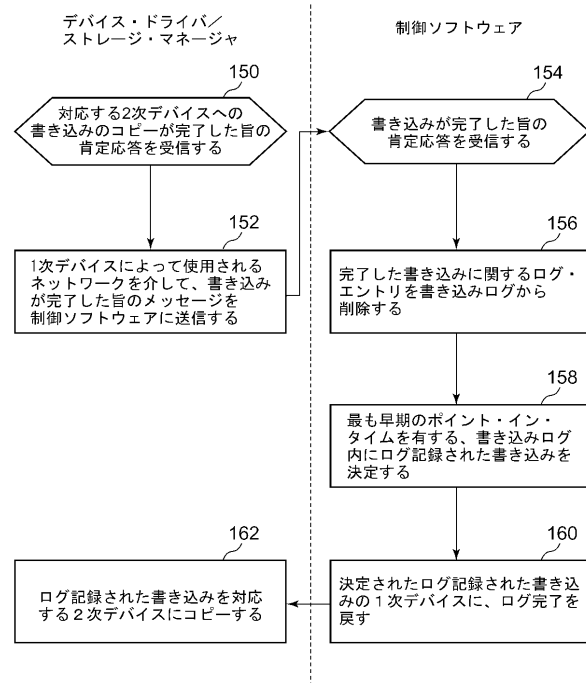 デバイス・ドライバ／
ストレージ・マネージャ
制御ソフトウェア
150
対応する2次デバイスへの
書き込みのコピーが完了した旨の
肯定応答を受信する
154
書き込みが完了した旨の
肯定応答を受信する
152
1次デバイスによって使用される
ネットワークを介して、書き込み
が完了した旨のメッセージを
制御ソフトウェアに送信する
156
完了した書き込みに関するログ・
エントリを書き込みログから
削除する
158
最も早期のポイント・イン・
タイムを有する、書き込みログ
内にログ記録された書き込みを
決定する
162
ログ記録された書き込みを対応
する２次デバイスにコピーする
160
決定されたログ記録された書き込
みの１次デバイスに、ログ完了を
戻す